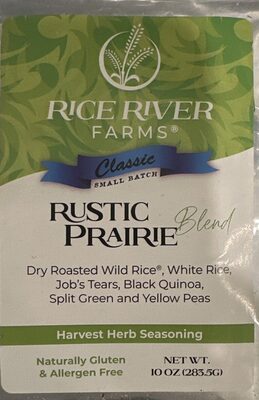 RICE RIVER
FARMS®
Classic
SMALL BATCH
RUSTIC
PRAIRIE Blend
Dry Roasted Wild Rice®, White Rice,
Job's Tears, Black Quinoa,
Split Green and Yellow Peas
Harvest Herb Seasoning
Naturally Gluten
& Allergen Free
NET WT.
10 OZ (283.5G)